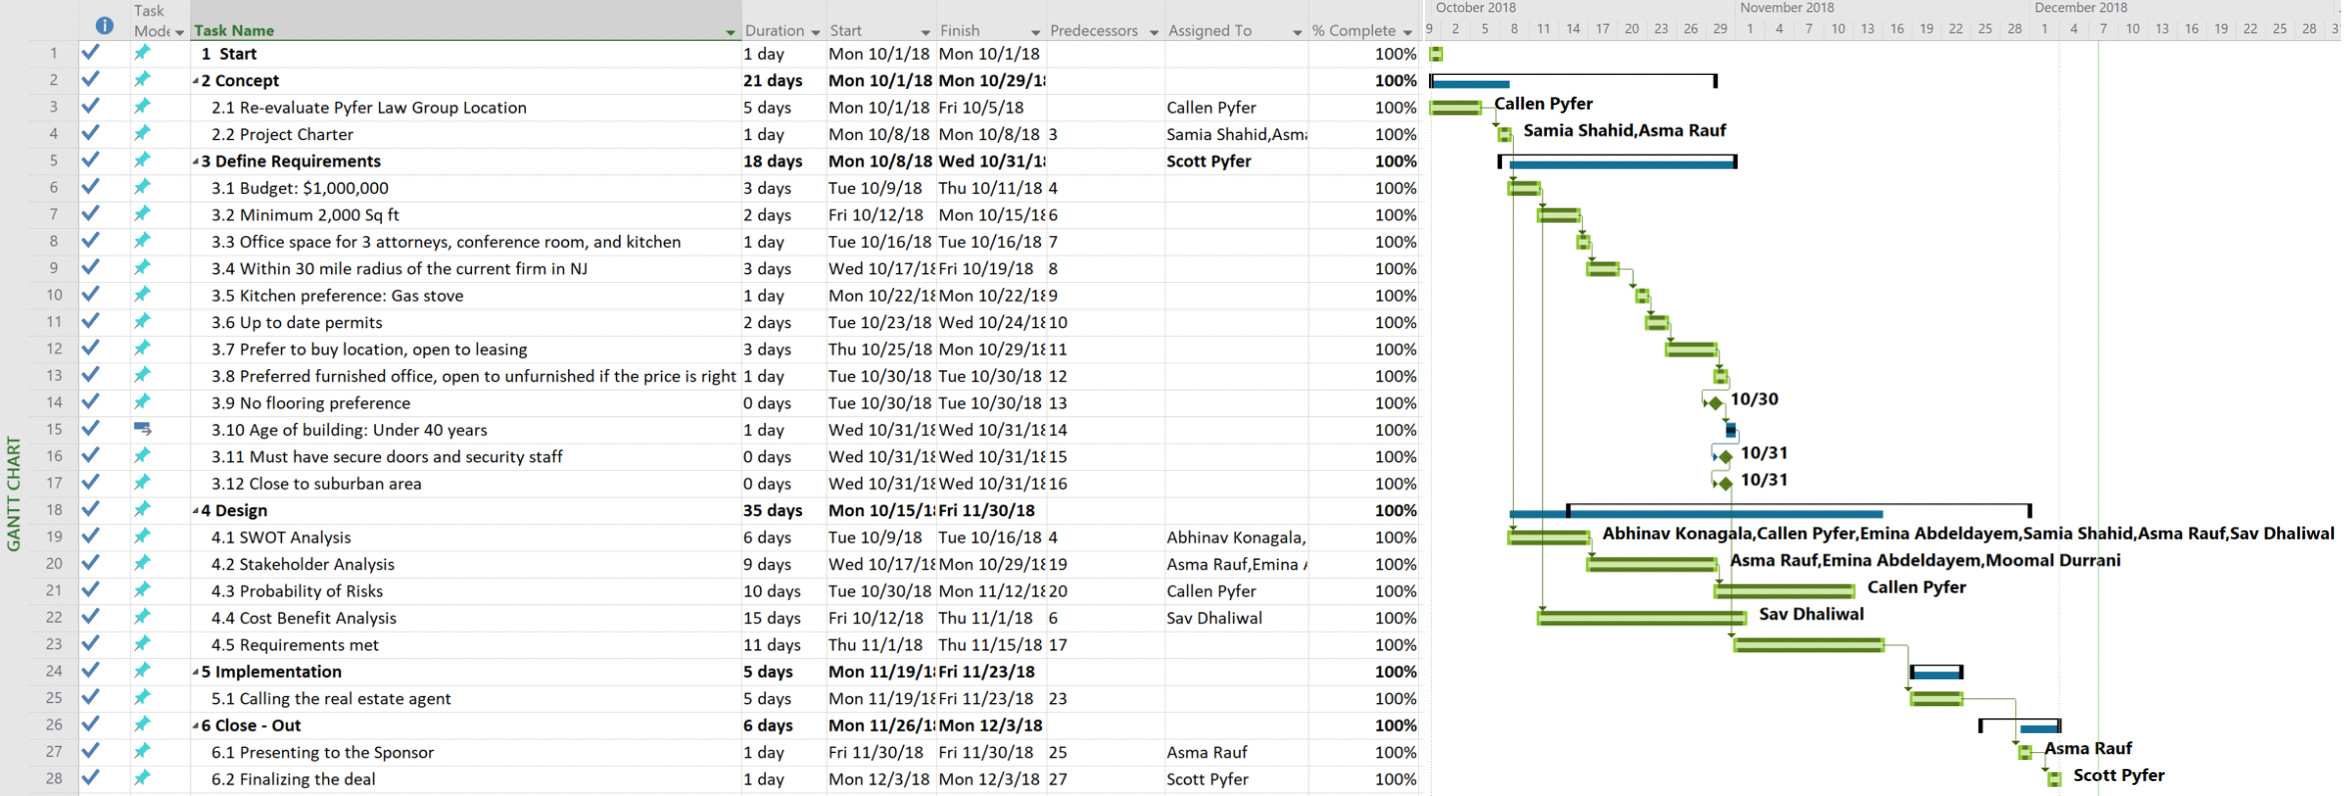 Task
Mode
Task Name Duration Start Finish Predecessors Assigned To % Complete
October 2018 November 2018 December 2018
9 2 5 8 11 14 17 20 23 26 29 1 4 7 10 13 16 19 22 25 28 1 4 7 10 13 16 19 22 25 28 3
1 1 Start 1 day Mon 10/1/18 Mon 10/1/18 100%
2 2 Concept 21 days Mon 10/1/18 Mon 10/29/18 100%
3 2.1 Re-evaluate Pyfer Law Group Location 5 days Mon 10/1/18 Fri 10/5/18 Callen Pyfer 100% Callen Pyfer
4 2.2 Project Charter 1 day Mon 10/8/18 Mon 10/8/18 3 Samia Shahid,Asma 100% Samia Shahid,Asma Rauf
5 3 Define Requirements 18 days Mon 10/8/18 Wed 10/31/18 Scott Pyfer 100%
6 3.1 Budget: $1,000,000 3 days Tue 10/9/18 Thu 10/11/18 4 100%
7 3.2 Minimum 2,000 Sq ft 2 days Fri 10/12/18 Mon 10/15/18 6 100%
8 3.3 Office space for 3 attorneys, conference room, and kitchen 1 day Tue 10/16/18 Tue 10/16/18 7 100%
9 3.4 Within 30 mile radius of the current firm in NJ 3 days Wed 10/17/18 Fri 10/19/18 8 100%
10 3.5 Kitchen preference: Gas stove 1 day Mon 10/22/18 Mon 10/22/18 9 100%
11 3.6 Up to date permits 2 days Tue 10/23/18 Wed 10/24/18 10 100%
12 3.7 Prefer to buy location, open to leasing 3 days Thu 10/25/18 Mon 10/29/18 11 100%
13 3.8 Preferred furnished office, open to unfurnished if the price is right 1 day Tue 10/30/18 Tue 10/30/18 12 100%
14 3.9 No flooring preference 0 days Tue 10/30/18 Tue 10/30/18 13 100% 10/30
15 3.10 Age of building: Under 40 years 1 day Wed 10/31/18 Wed 10/31/18 14 100%
16 3.11 Must have secure doors and security staff 0 days Wed 10/31/18 Wed 10/31/18 15 100% 10/31
17 3.12 Close to suburban area 0 days Wed 10/31/18 Wed 10/31/18 16 100% 10/31
18 4 Design 35 days Mon 10/15/18 Fri 11/30/18 100%
19 4.1 SWOT Analysis 6 days Tue 10/9/18 Tue 10/16/18 4 Abhinav Konagala, 100% Abhinav Konagala,Callen Pyfer,Emina Abdeldayem,Samia Shahid,Asma Rauf,Sav Dhaliwal
20 4.2 Stakeholder Analysis 9 days Wed 10/17/18 Mon 10/29/18 19 Asma Rauf,Emina A 100% Asma Rauf,Emina Abdeldayem,Moomal Durrani
21 4.3 Probability of Risks 10 days Tue 10/30/18 Mon 11/12/18 20 Callen Pyfer 100% Callen Pyfer
22 4.4 Cost Benefit Analysis 15 days Fri 10/12/18 Thu 11/1/18 6 Sav Dhaliwal 100% Sav Dhaliwal
23 4.5 Requirements met 11 days Thu 11/1/18 Thu 11/15/18 17 100%
24 5 Implementation 5 days Mon 11/19/18 Fri 11/23/18 100%
25 5.1 Calling the real estate agent 5 days Mon 11/19/18 Fri 11/23/18 23 100%
26 6 Close - Out 6 days Mon 11/26/18 Mon 12/3/18 100%
27 6.1 Presenting to the Sponsor 1 day Fri 11/30/18 Fri 11/30/18 25 Asma Rauf 100% Asma Rauf
28 6.2 Finalizing the deal 1 day Mon 12/3/18 Mon 12/3/18 27 Scott Pyfer 100% Scott Pyfer
GANTT CHART